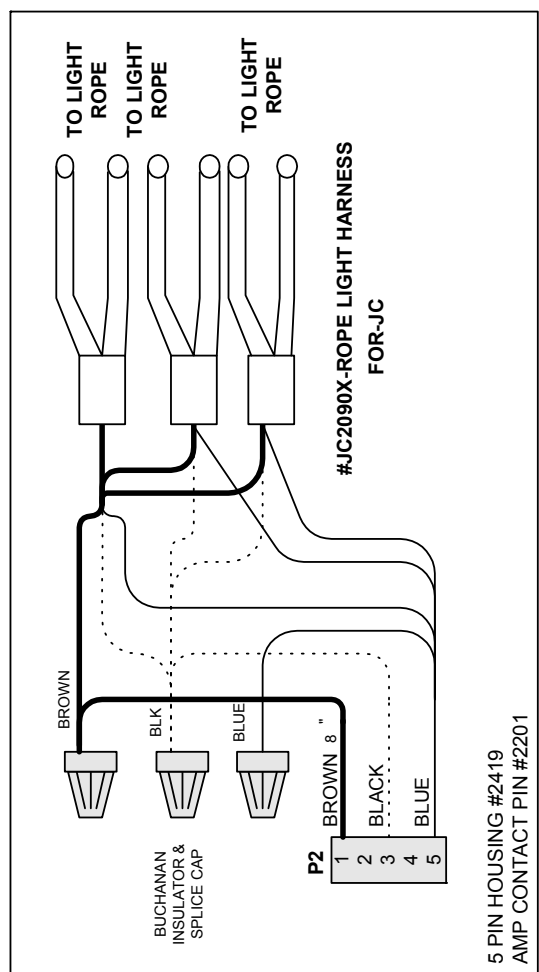 TO LIGHT
ROPE
TO LIGHT
ROPE
TO LIGHT
ROPE
#JC2090X-ROPE LIGHT HARNESS
FOR-JC
BROWN
BLK
BLUE
BUCHANAN
INSULATOR &
SPLICE CAP
P2
1
2
3
4
5
BROWN 8 "
BLACK
BLUE
5 PIN HOUSING #2419
AMP CONTACT PIN #2201